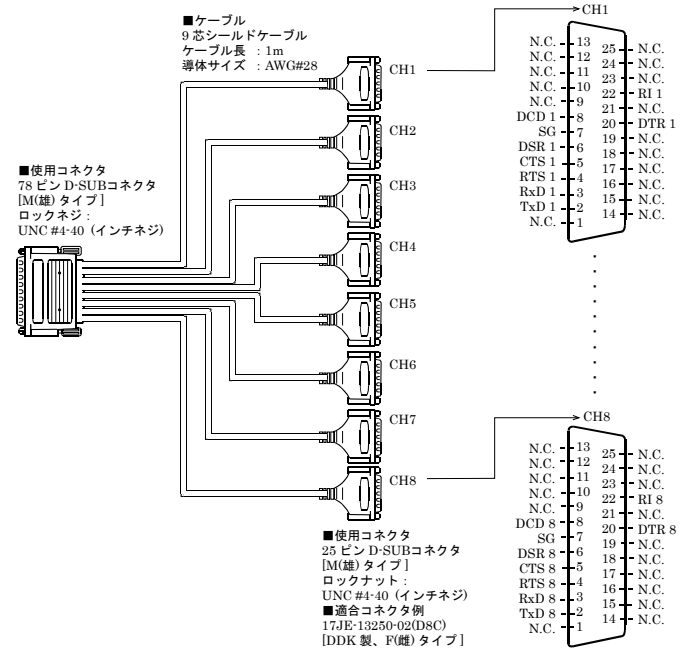 ■ケーブル
9 芯シールドケーブル
ケーブル長 : 1m
導体サイズ : AWG#28
■使用コネクタ
78 ピン D-SUBコネクタ
[M(雄) タイプ]
ロックネジ :
UNC #4-40 (インチネジ)
CH1
CH2
CH3
CH4
CH5
CH6
CH7
CH8
■使用コネクタ
25 ピン D-SUBコネクタ
[M(雄) タイプ]
ロックナット :
UNC #4-40 (インチネジ)
■適合コネクタ例
17JE-13250-02(D8C)
[DDK 製、F(雌) タイプ]
CH1
N.C. 13
25 N.C.
N.C. 12
24 N.C.
N.C. 11
23 N.C.
N.C. 10
22 RI 1
N.C. 9
21 N.C.
DCD 1 8
20 DTR 1
SG 7
19 N.C.
DSR 1 6
18 N.C.
CTS 1 5
17 N.C.
RTS 1 4
16 N.C.
RxD 1 3
15 N.C.
TxD 1 2
14 N.C.
N.C. 1
CH8
N.C. 13
25 N.C.
N.C. 12
24 N.C.
N.C. 11
23 N.C.
N.C. 10
22 RI 8
N.C. 9
21 N.C.
DCD 8 8
20 DTR 8
SG 7
19 N.C.
DSR 8 6
18 N.C.
CTS 8 5
17 N.C.
RTS 8 4
16 N.C.
RxD 8 3
15 N.C.
TxD 8 2
14 N.C.
N.C. 1